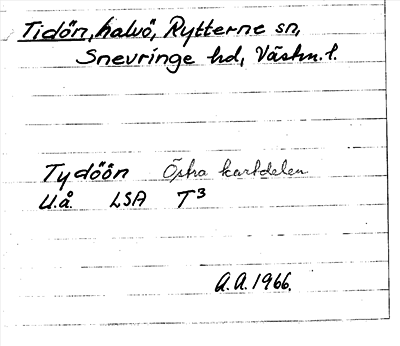 Tidön, halvö, Rytterne sn,
Snevringe hd, Västm. l.
Tydöön Östra kartdelen
U.å. LSA T³
A.A. 1966.